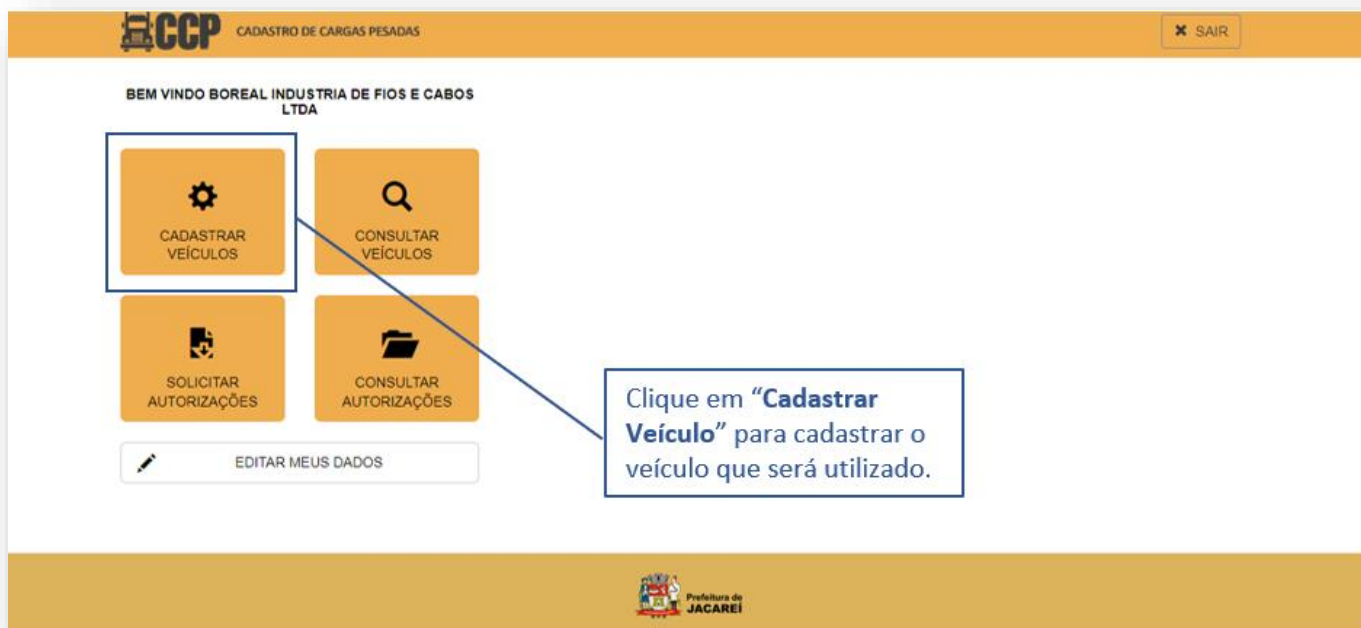 CCP CADASTRO DE CARGAS PESADAS
✖ SAIR
BEM VINDO BOREAL INDUSTRIA DE FIOS E CABOS
LTDA
CADASTRAR
VEÍCULOS
CONSULTAR
VEÍCULOS
SOLICITAR
AUTORIZAÇÕES
CONSULTAR
AUTORIZAÇÕES
EDITAR MEUS DADOS
Clique em “Cadastrar
Veículo” para cadastrar o
veículo que será utilizado.
Prefeitura de
JACAREÍ